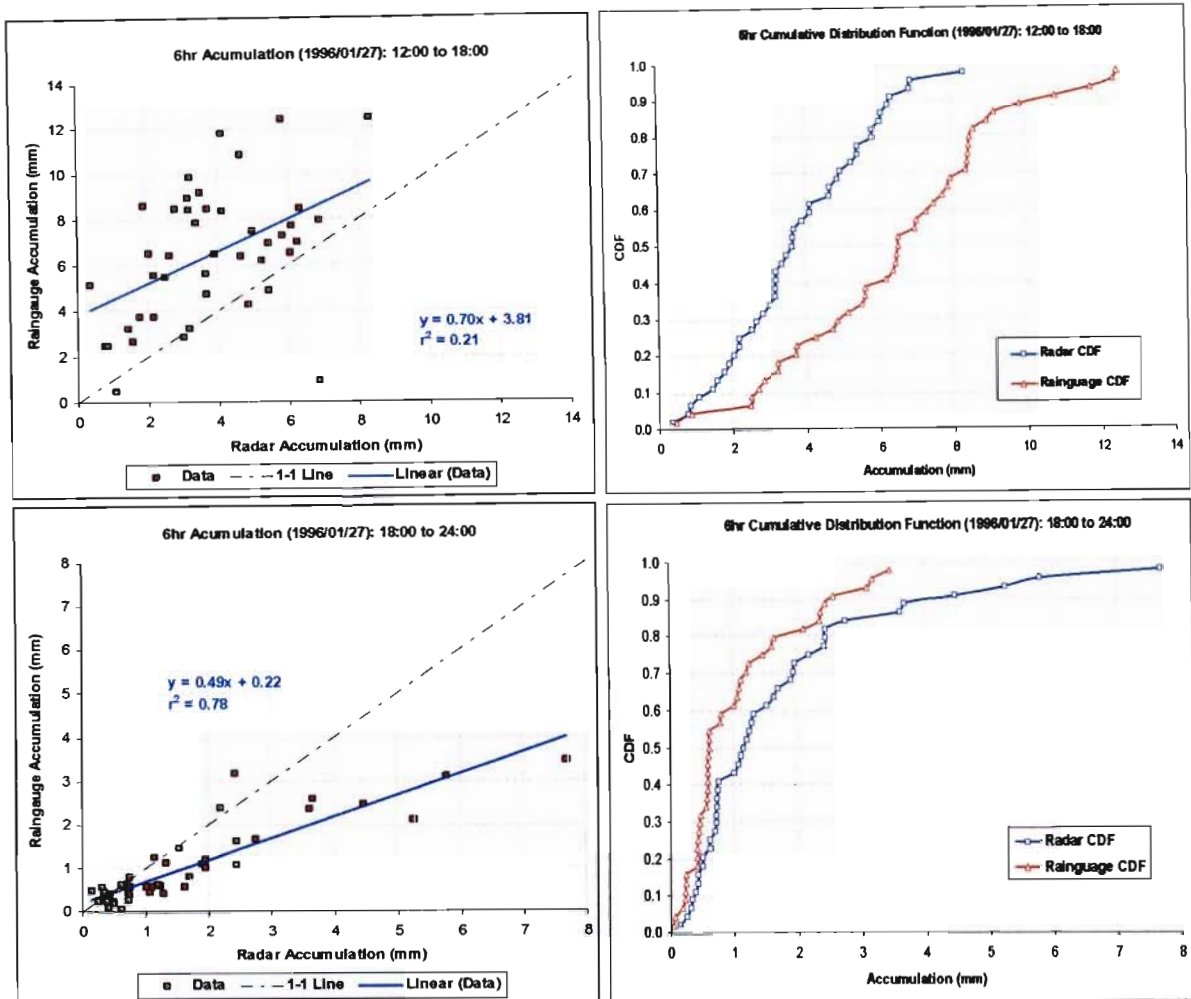 6hr Acumulation (1996/01/27): 12:00 to 18:00
14
12
10
8
6
4
2
0
Raingauge Accumulation (mm)
y = 0.70x + 3.81
r² = 0.21
0 2 4 6 8 10 12 14
Radar Accumulation (mm)
Data 1-1 Line Linear (Data)
6hr Cumulative Distribution Function (1996/01/27): 12:00 to 18:00
1.0
0.9
0.8
0.7
0.6
0.5
0.4
0.3
0.2
0.1
0.0
CDF
Radar CDF
Rainguage CDF
0 2 4 6 8 10 12 14
Accumulation (mm)
6hr Acumulation (1996/01/27): 18:00 to 24:00
8
7
6
5
4
3
2
1
0
Raingauge Accumulation (mm)
y = 0.49x + 0.22
r² = 0.78
0 1 2 3 4 5 6 7 8
Radar Accumulation (mm)
Data 1-1 Line Linear (Data)
6hr Cumulative Distribution Function (1996/01/27): 18:00 to 24:00
1.0
0.9
0.8
0.7
0.6
0.5
0.4
0.3
0.2
0.1
0.0
CDF
Radar CDF
Rainguage CDF
0 1 2 3 4 5 6 7 8
Accumulation (mm)